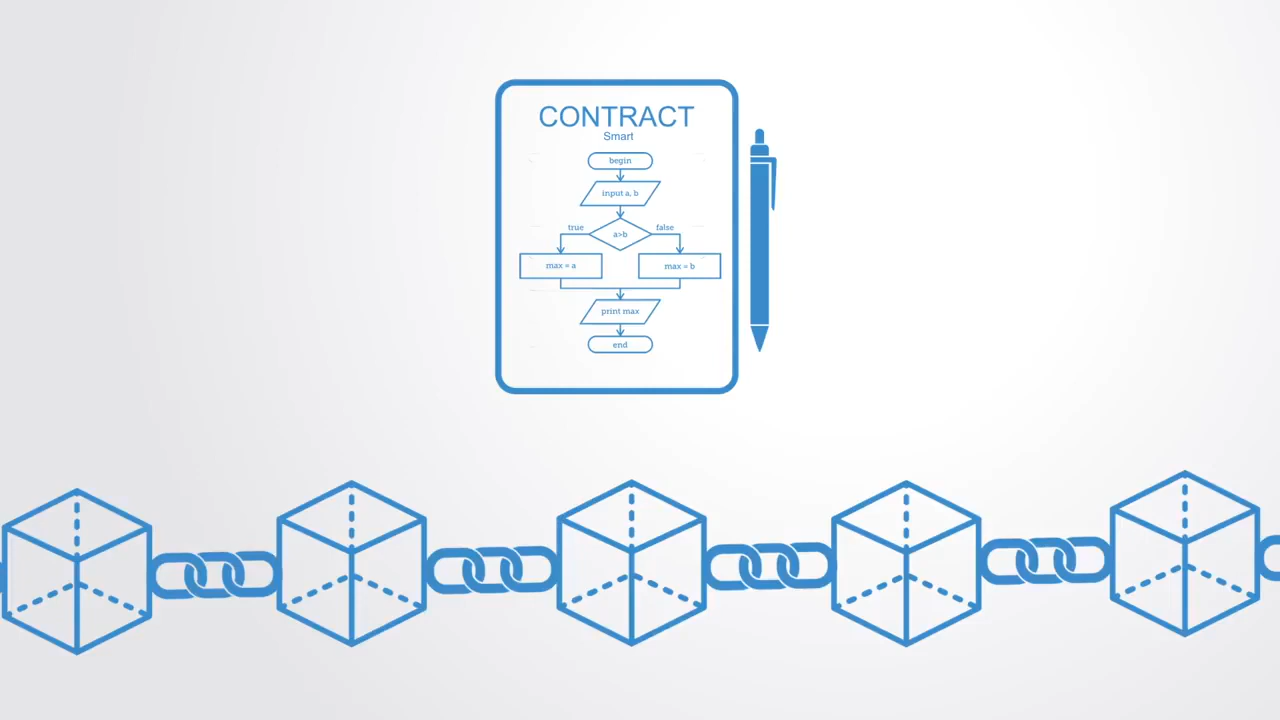 CONTRACT
Smart
begin
input a, b
true
false
a>b
max = a
max = b
print max
end